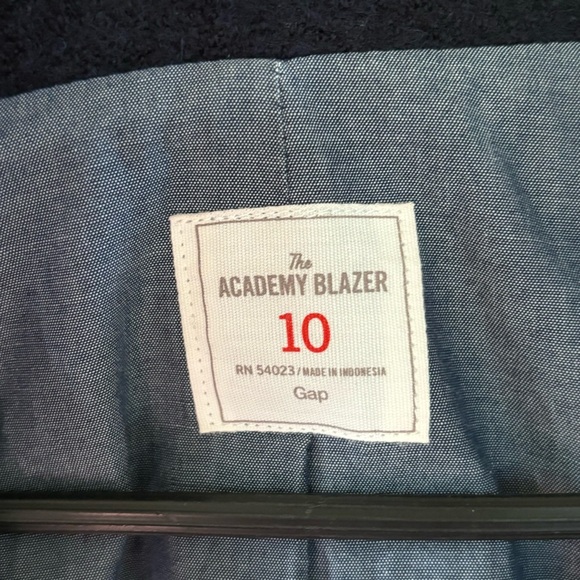 The
ACADEMY BLAZER
10
RN 54023 / MADE IN INDONESIA
Gap